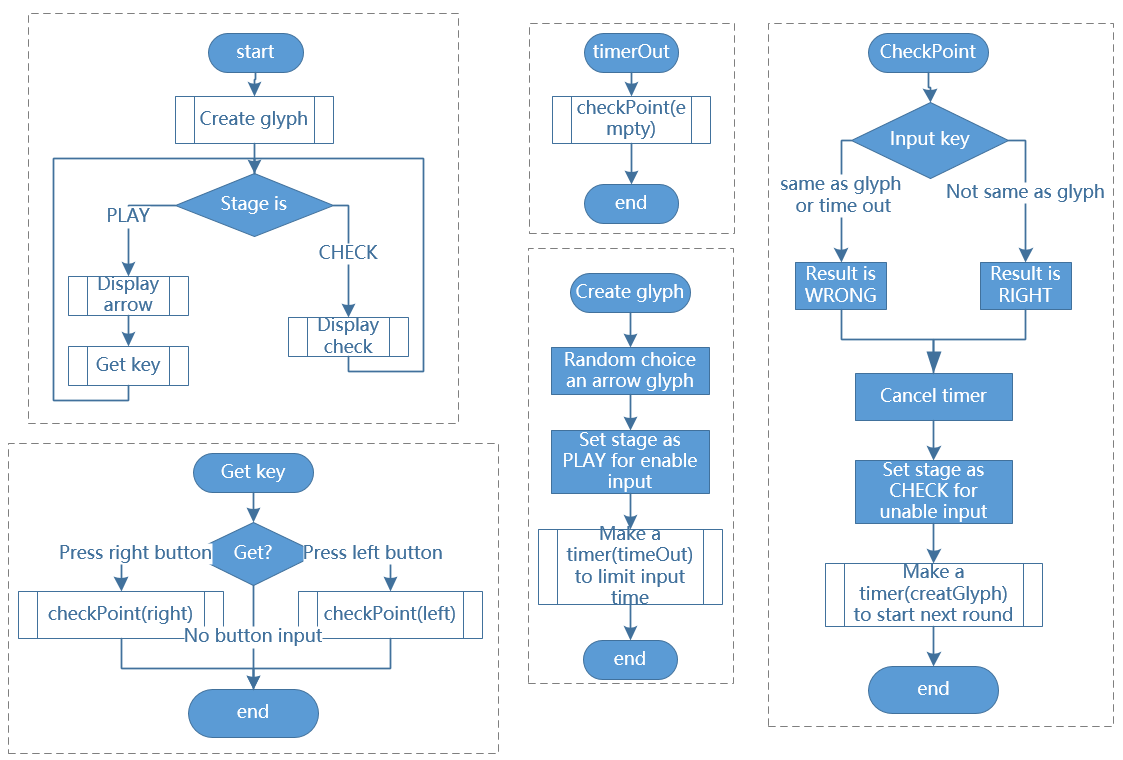 start
Create glyph
Stage is
PLAY
CHECK
Display
arrow
Display
check
Get key
Get key
Get?
Press right button
Press left button
checkPoint(right)
checkPoint(left)
No button input
end
timerOut
checkPoint(e
mpty)
end
Create glyph
Random choice
an arrow glyph
Set stage as
PLAY for enable
input
Make a
timer(timeOut)
to limit input
time
end
CheckPoint
Input key
same as glyph
or time out
Not same as glyph
Result is
WRONG
Result is
RIGHT
Cancel timer
Set stage as
CHECK for
unable input
Make a
timer(creatGlyph)
to start next round
end